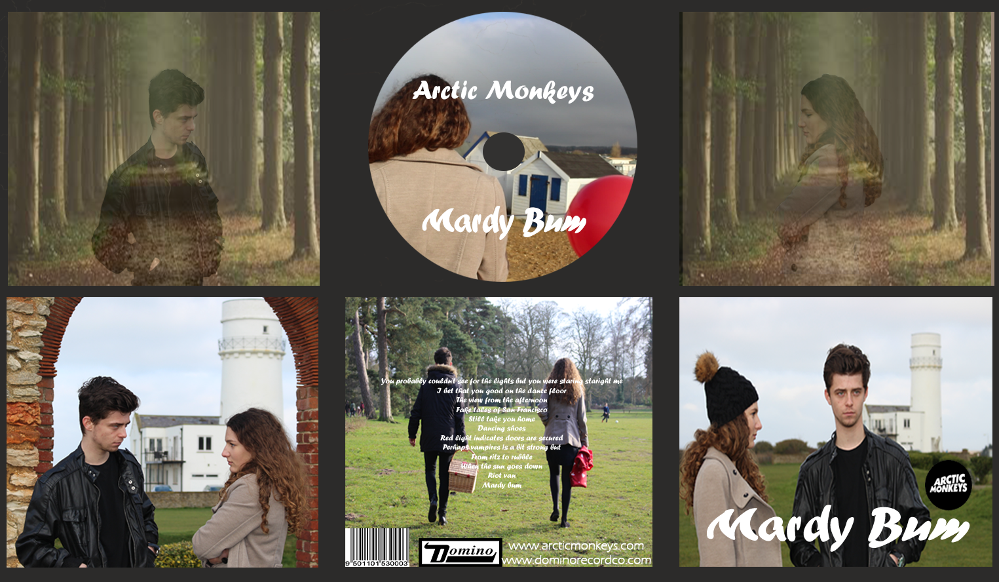 Arctic Monkeys
Mardy Bum
You probably couldn't see for the lights but you were staring staright me
I bet that you good on the dance floor
The view from the afternoon
Fake tales of San Francisco
Still take you home
Dancing shoes
Red light indicates doors are secured
Perhaps vampires is a bit strong but
From ritz to rubble
When the sun goes down
Riot van
Mardy bum
9 501101 530003
Domino
www.arcticmonkeys.com
www.dominorecordco.com
ARCTIC
MONKEYS
Mardy Bum